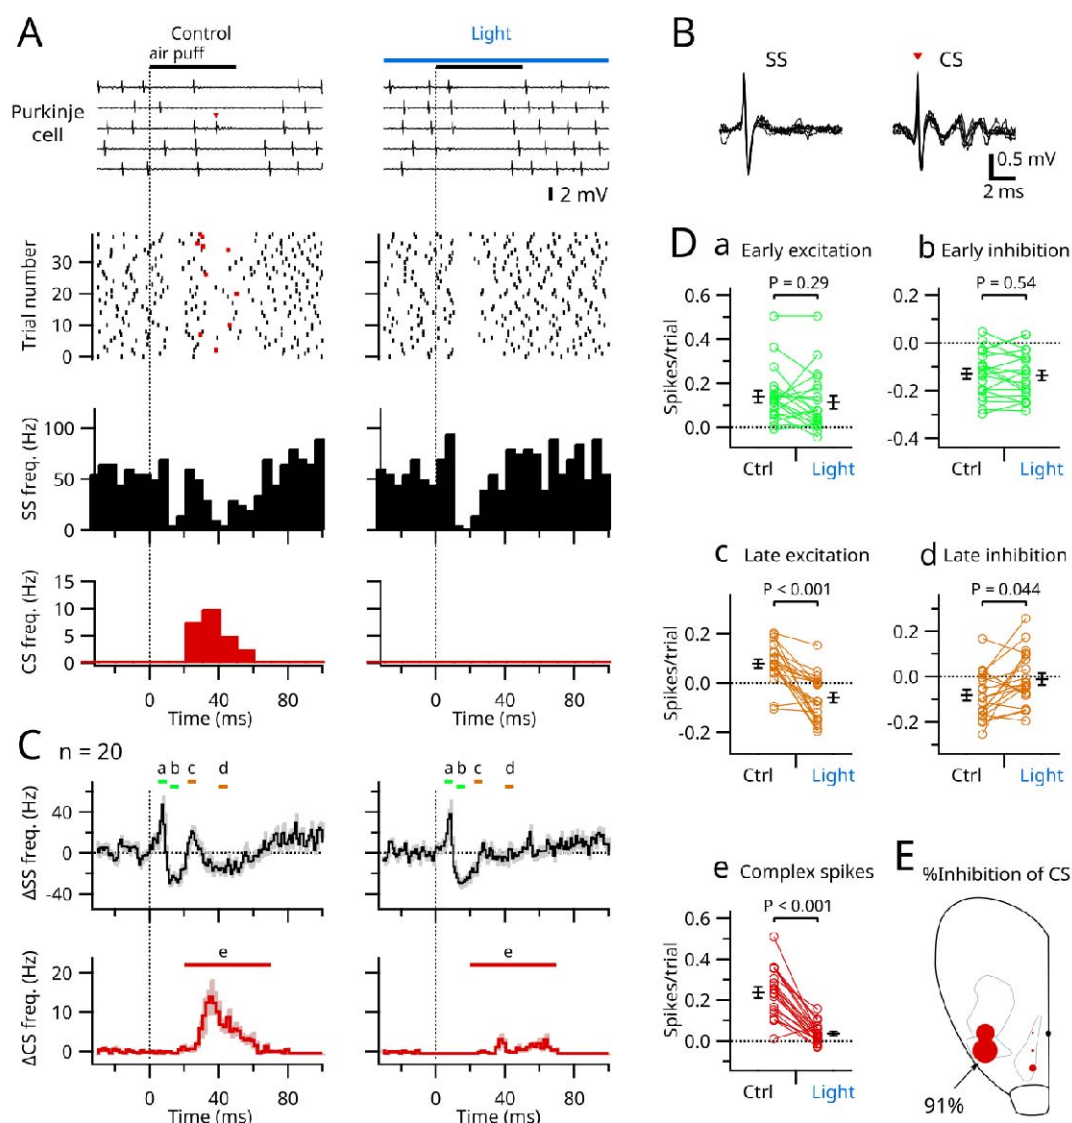 A
Control
air puff
Light
Purkinje
cell
2 mV
Trial number
30
20
10
0
SS freq. (Hz)
100
50
0
CS freq. (Hz)
15
10
5
0
0 40 80
Time (ms)
0 40 80
Time (ms)
B
SS
CS
0.5 mV
2 ms
C
n = 20
a b c d
a b c d
ΔSS freq. (Hz)
40
0
-40
e
e
ΔCS freq. (Hz)
20
10
0
0 40 80
Time (ms)
0 40 80
Time (ms)
D
a Early excitation
P = 0.29
Spikes/trial
0.6
0.4
0.2
0.0
Ctrl Light
b Early inhibition
P = 0.54
0.2
0.0
-0.2
-0.4
Ctrl Light
c Late excitation
P < 0.001
Spikes/trial
0.2
0.0
-0.2
Ctrl Light
d Late inhibition
P = 0.044
0.2
0.0
-0.2
Ctrl Light
e Complex spikes
P < 0.001
Spikes/trial
0.6
0.4
0.2
0.0
Ctrl Light
E
%Inhibition of CS
91%